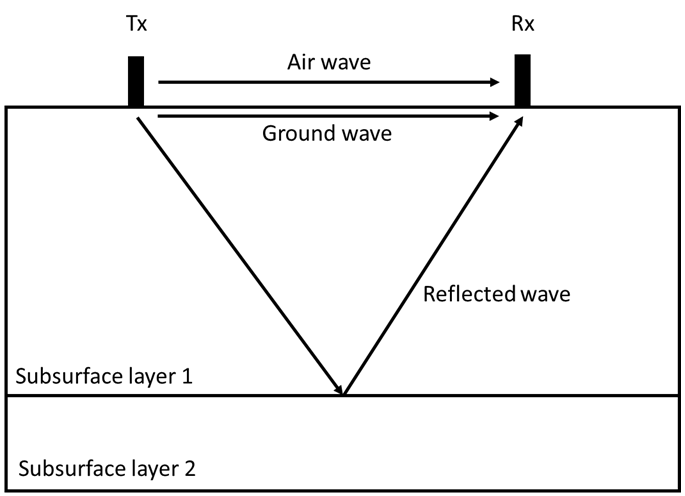 Tx
Rx
Air wave
Ground wave
Reflected wave
Subsurface layer 1
Subsurface layer 2